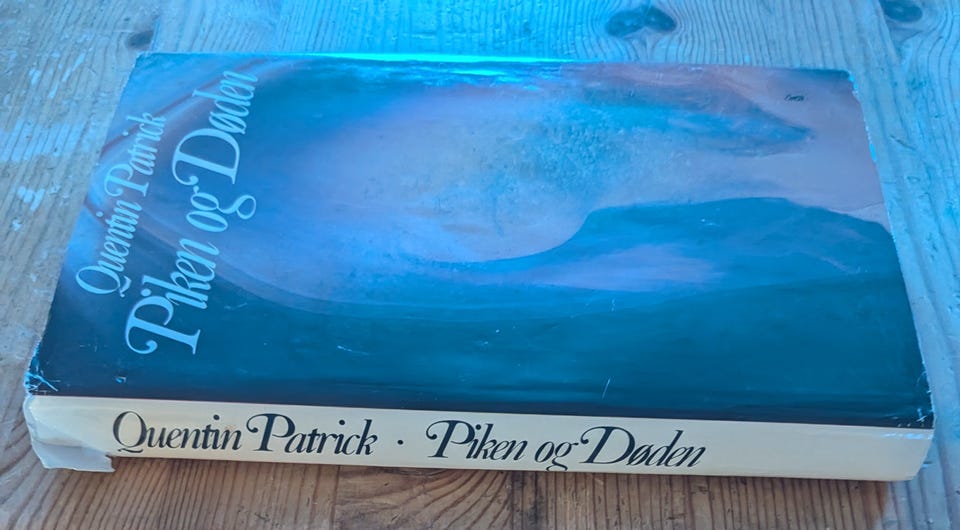 Quentin Patrick
Piken og Døden
Quentin Patrick · Piken og Døden